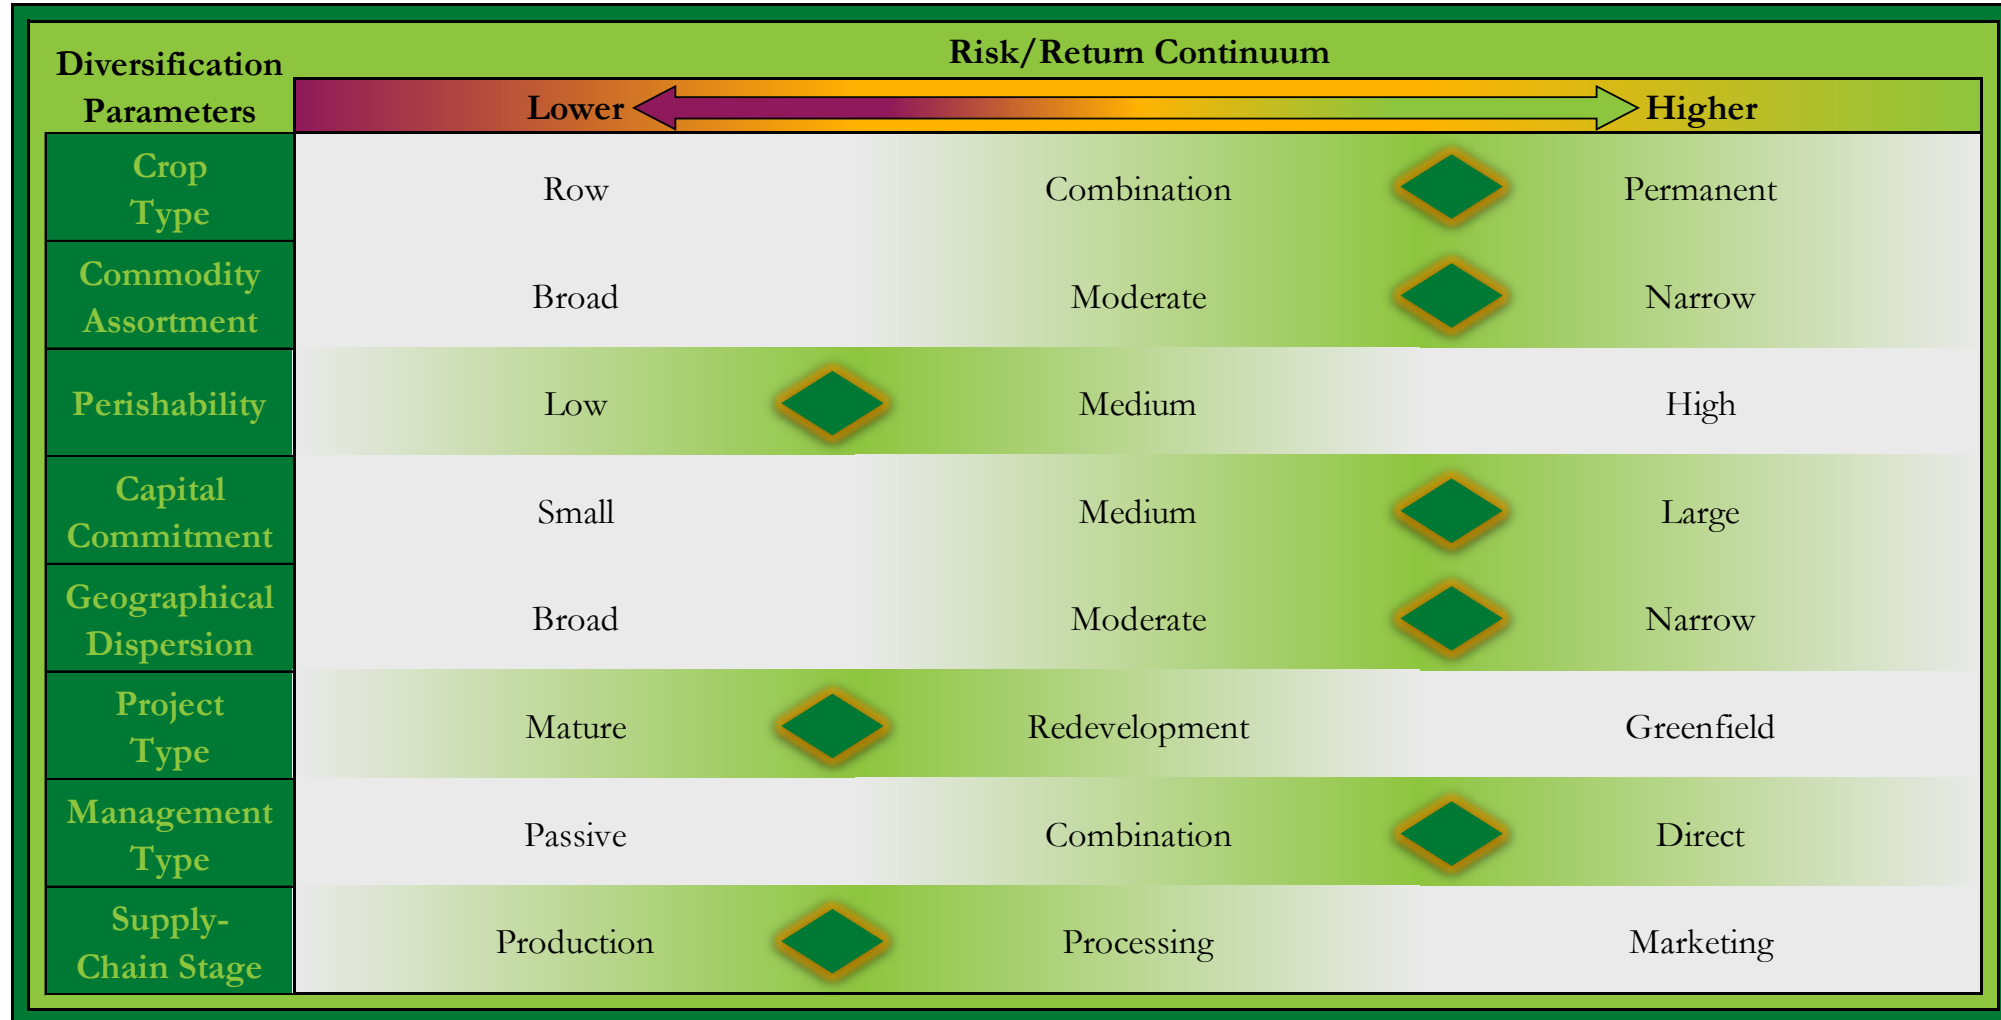 Diversification
Parameters
Risk/Return Continuum
Lower
Higher
Crop
Type
Row
Combination
Permanent
Commodity
Assortment
Broad
Moderate
Narrow
Perishability
Low
Medium
High
Capital
Commitment
Small
Medium
Large
Geographical
Dispersion
Broad
Moderate
Narrow
Project
Type
Mature
Redevelopment
Greenfield
Management
Type
Passive
Combination
Direct
Supply-
Chain Stage
Production
Processing
Marketing